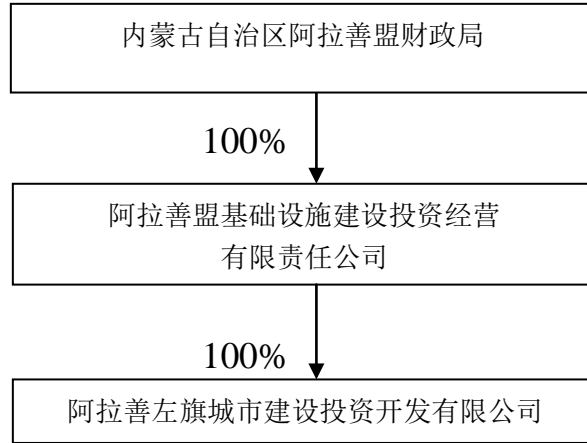 内蒙古自治区阿拉善盟财政局
100%
阿拉善盟基础设施建设投资经营
有限责任公司
100%
阿拉善左旗城市建设投资开发有限公司